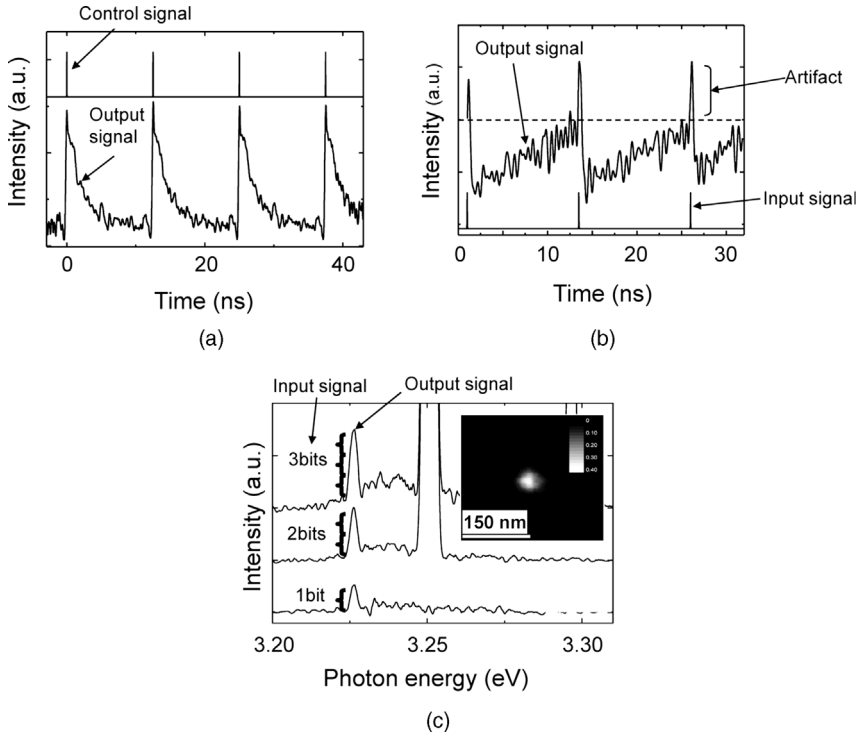 Control signal
Output
signal
Intensity (a.u.)
0
20
40
Time (ns)
(a)
Output signal
Artifact
Input signal
Intensity (a.u.)
0
10
20
30
Time (ns)
(b)
Input signal
Output signal
3bits
2bits
1bit
Intensity (a.u.)
0
0.10
0.20
0.30
0.40
150 nm
3.20
3.25
3.30
Photon energy (eV)
(c)